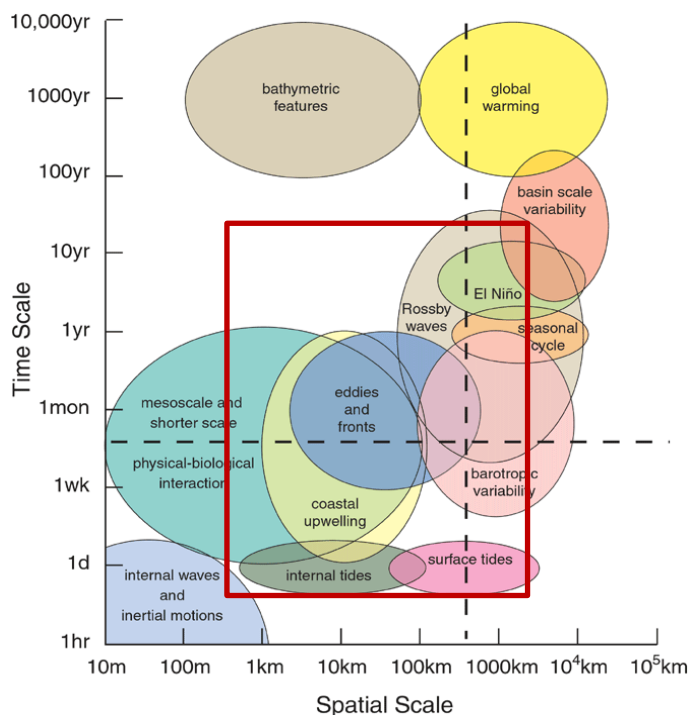 10,000yr
bathymetric
features
global
warming
1000yr
100yr
basin scale
variability
10yr
El Niño
Rossby
waves
Time Scale
1yr
seasonal
cycle
mesoscale and
shorter scale
eddies
and
fronts
1mon
physical-biological
interaction
barotropic
variability
1wk
coastal
upwelling
1d
surface tides
internal tides
internal waves
and
inertial motions
1hr
10m
100m
1km
10km
100km
1000km
10⁴km
10⁵km
Spatial Scale